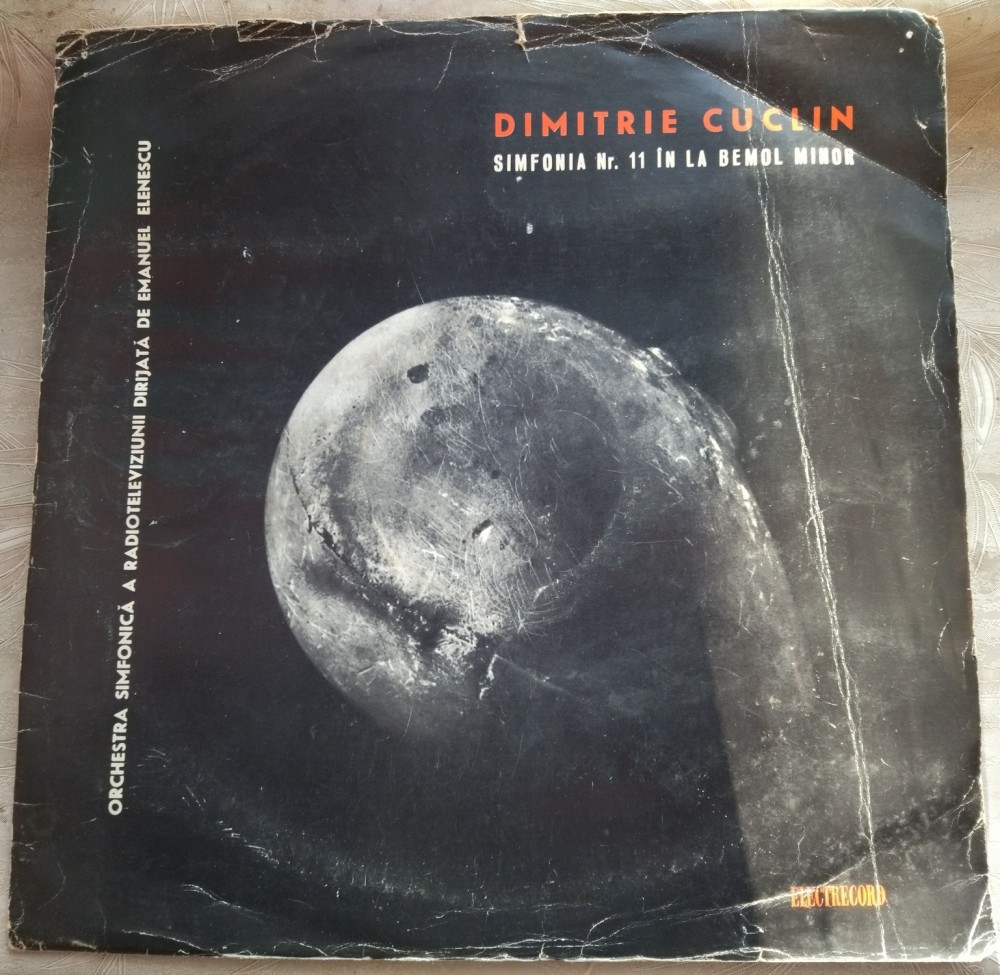 DIMITRIE CUCLIN
SIMFONIA Nr. 11 ÎN LA BEMOL MINOR
ORCHESTRA SIMFONICĂ A RADIOTELEVIZIUNII DIRIJATĂ DE EMANUEL ELENESCU
ELECTRECORD